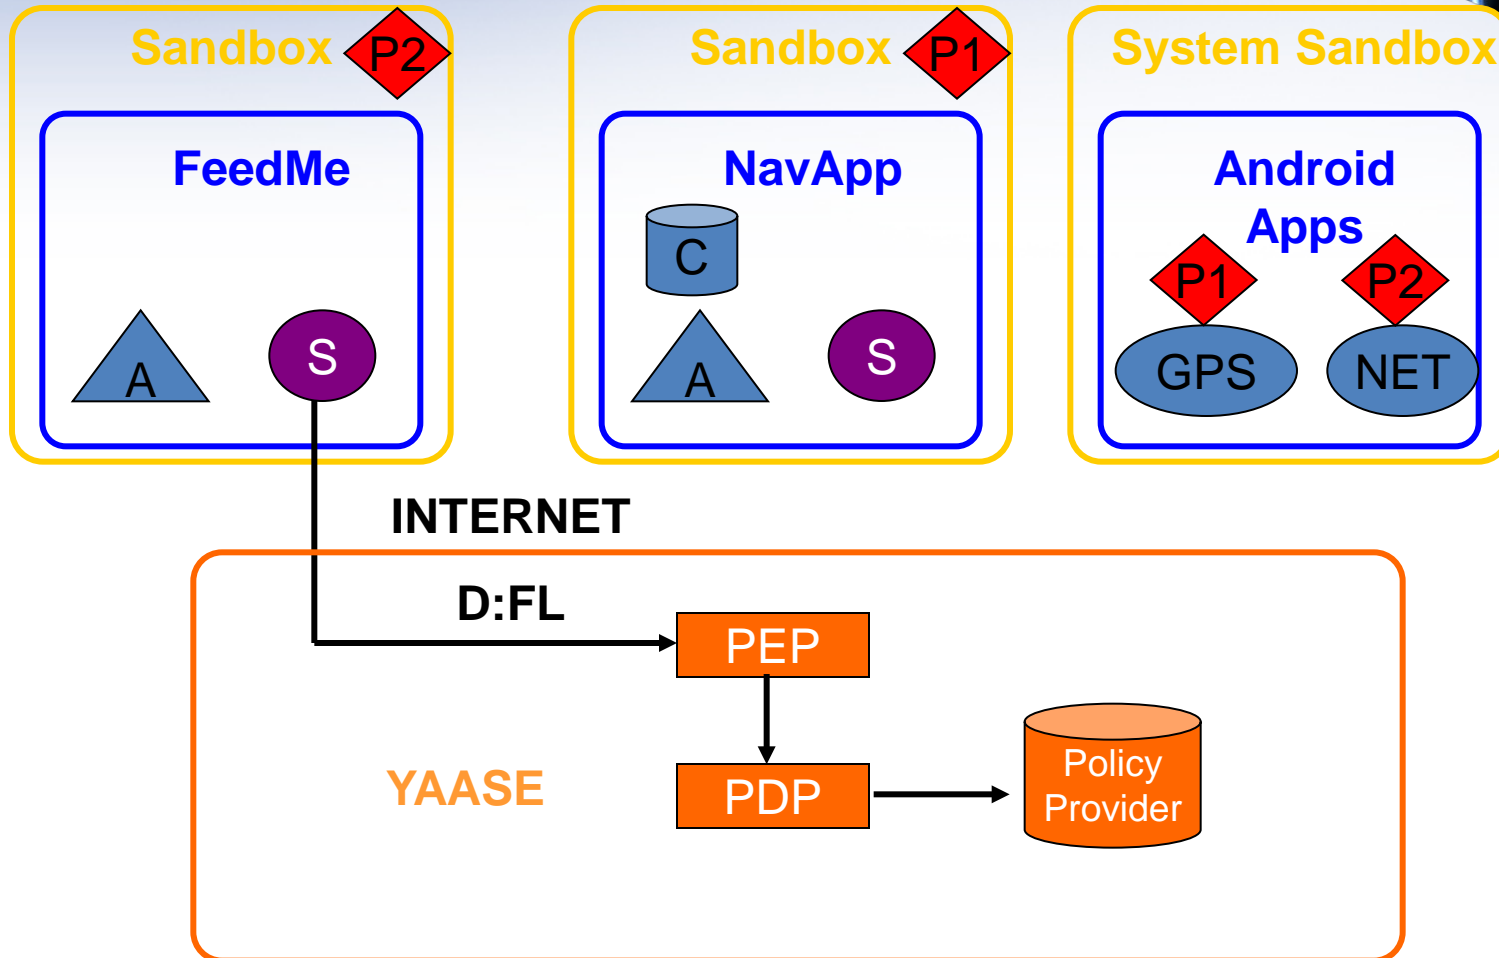 Sandbox P2
FeedMe
A
S
Sandbox P1
NavApp
C
A
S
System Sandbox
Android
Apps
P1
P2
GPS
NET
INTERNET
D:FL
PEP
YAASE
PDP
Policy
Provider